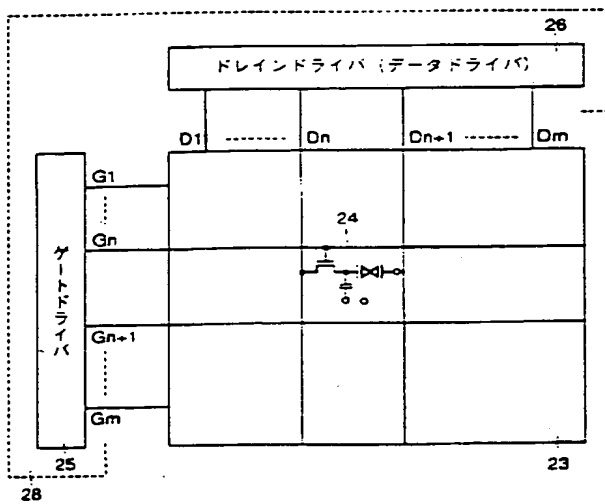 26
ドレインドライバ (データドライバ)
D1 Dn Dn+1 Dm
G1
24
Gn
ゲートドライバ
Gn+1
Gm
25
23
28